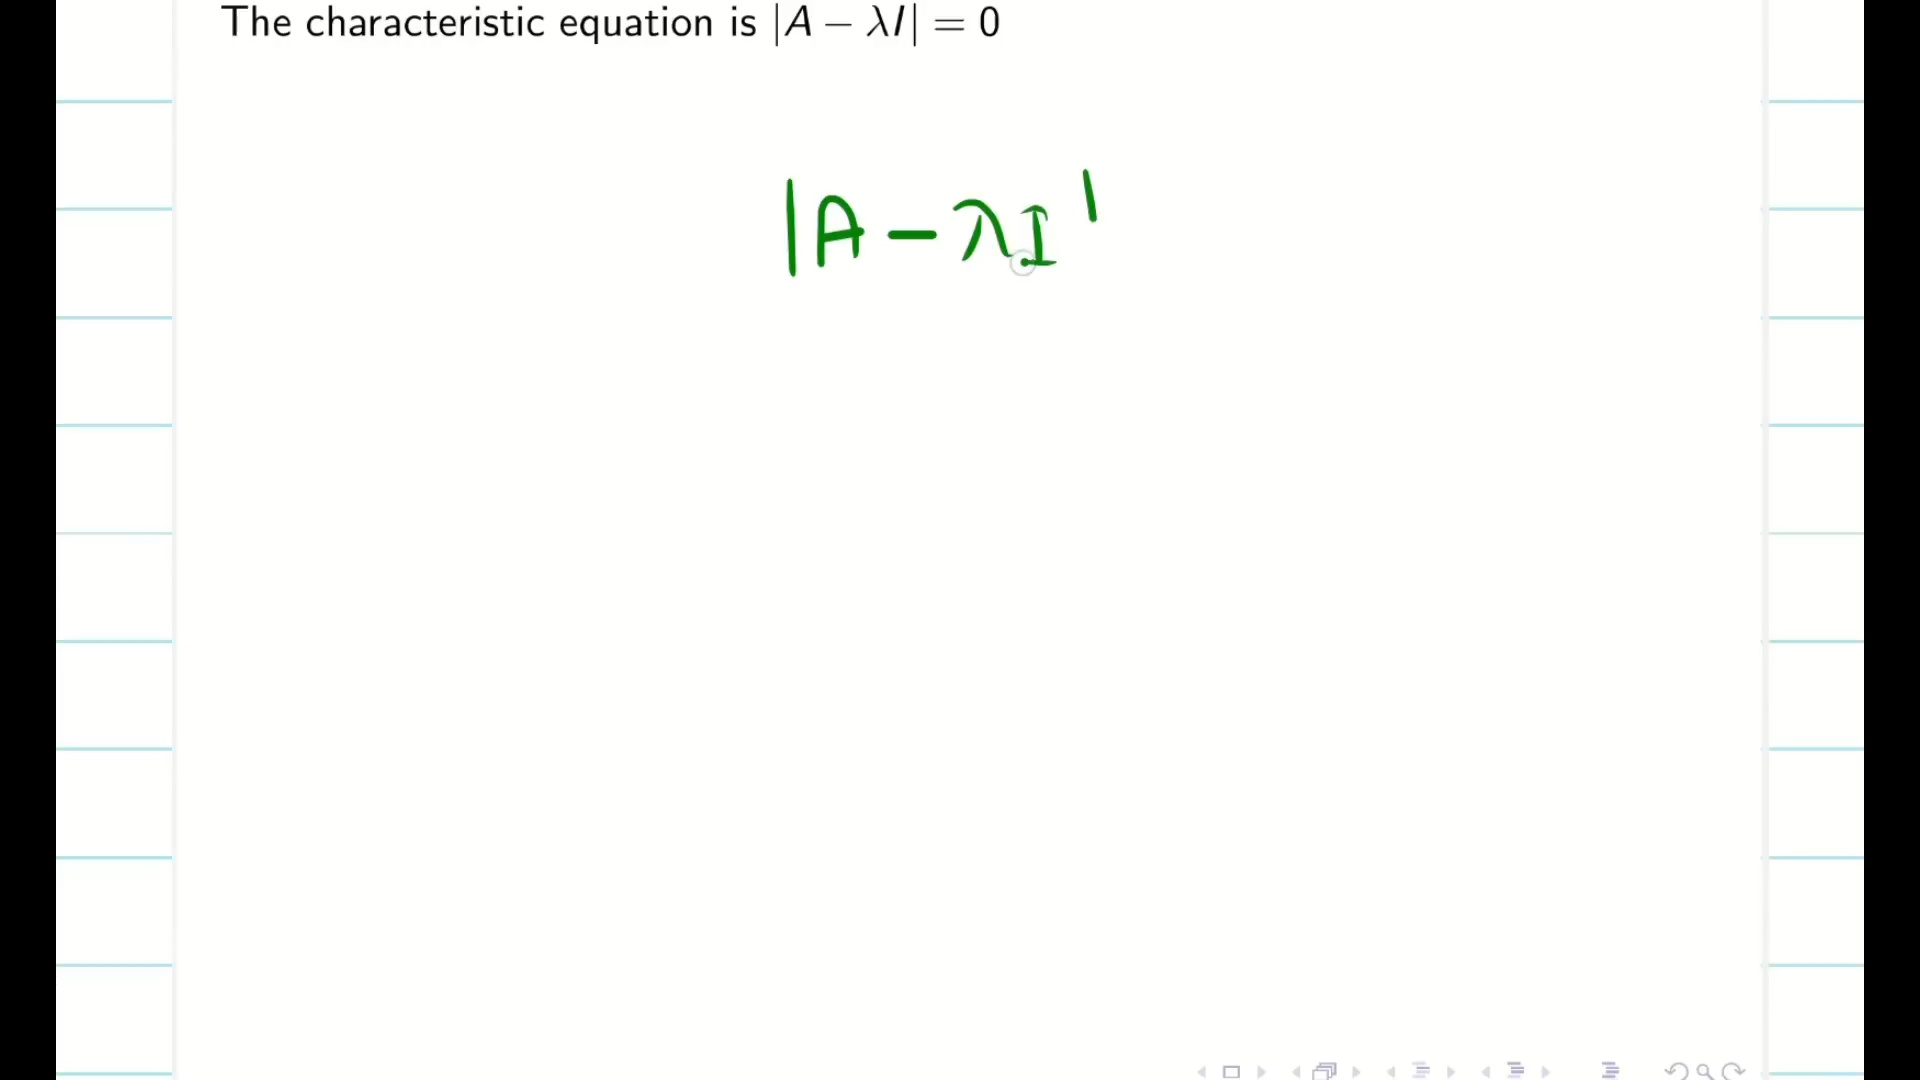 The characteristic equation is |A − λI| = 0
|A − λI|